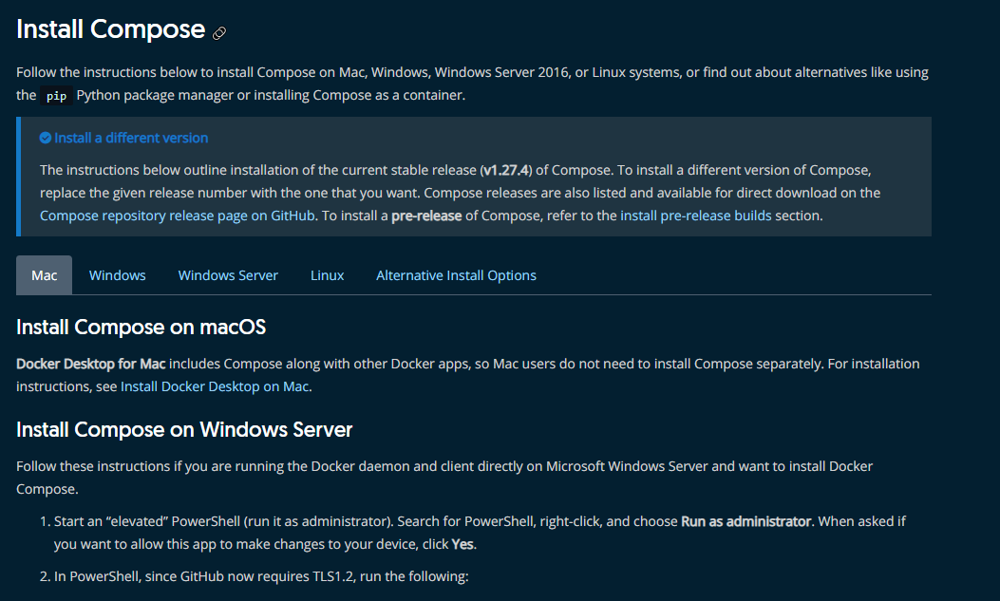 Install Compose
Follow the instructions below to install Compose on Mac, Windows, Windows Server 2016, or Linux systems, or find out about alternatives like using
the pip Python package manager or installing Compose as a container.
Install a different version
The instructions below outline installation of the current stable release (v1.27.4) of Compose. To install a different version of Compose,
replace the given release number with the one that you want. Compose releases are also listed and available for direct download on the
Compose repository release page on GitHub. To install a pre-release of Compose, refer to the install pre-release builds section.
Mac Windows Windows Server Linux Alternative Install Options
Install Compose on macOS
Docker Desktop for Mac includes Compose along with other Docker apps, so Mac users do not need to install Compose separately. For installation
instructions, see Install Docker Desktop on Mac.
Install Compose on Windows Server
Follow these instructions if you are running the Docker daemon and client directly on Microsoft Windows Server and want to install Docker
Compose.
1. Start an “elevated” PowerShell (run it as administrator). Search for PowerShell, right-click, and choose Run as administrator. When asked if
you want to allow this app to make changes to your device, click Yes.
2. In PowerShell, since GitHub now requires TLS1.2, run the following: